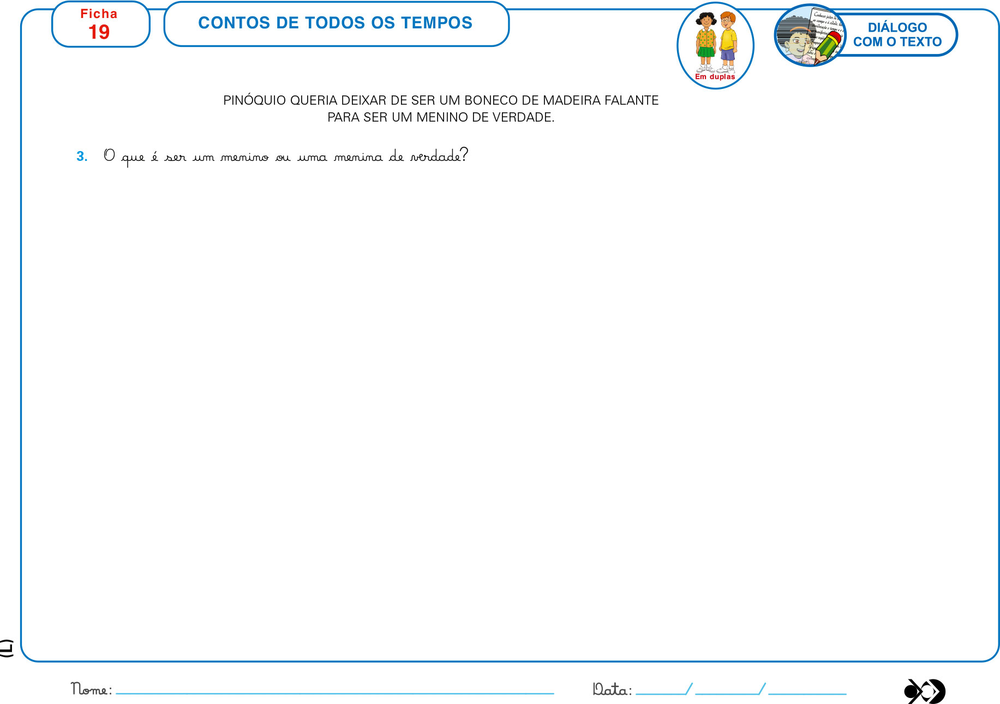 Ficha
19
CONTOS DE TODOS OS TEMPOS
Em duplas
DIÁLOGO
COM O TEXTO
PINÓQUIO QUERIA DEIXAR DE SER UM BONECO DE MADEIRA FALANTE
PARA SER UM MENINO DE VERDADE.
3. O que é ser um menino ou uma menina de verdade?
(L)
Nome:
Data: / /